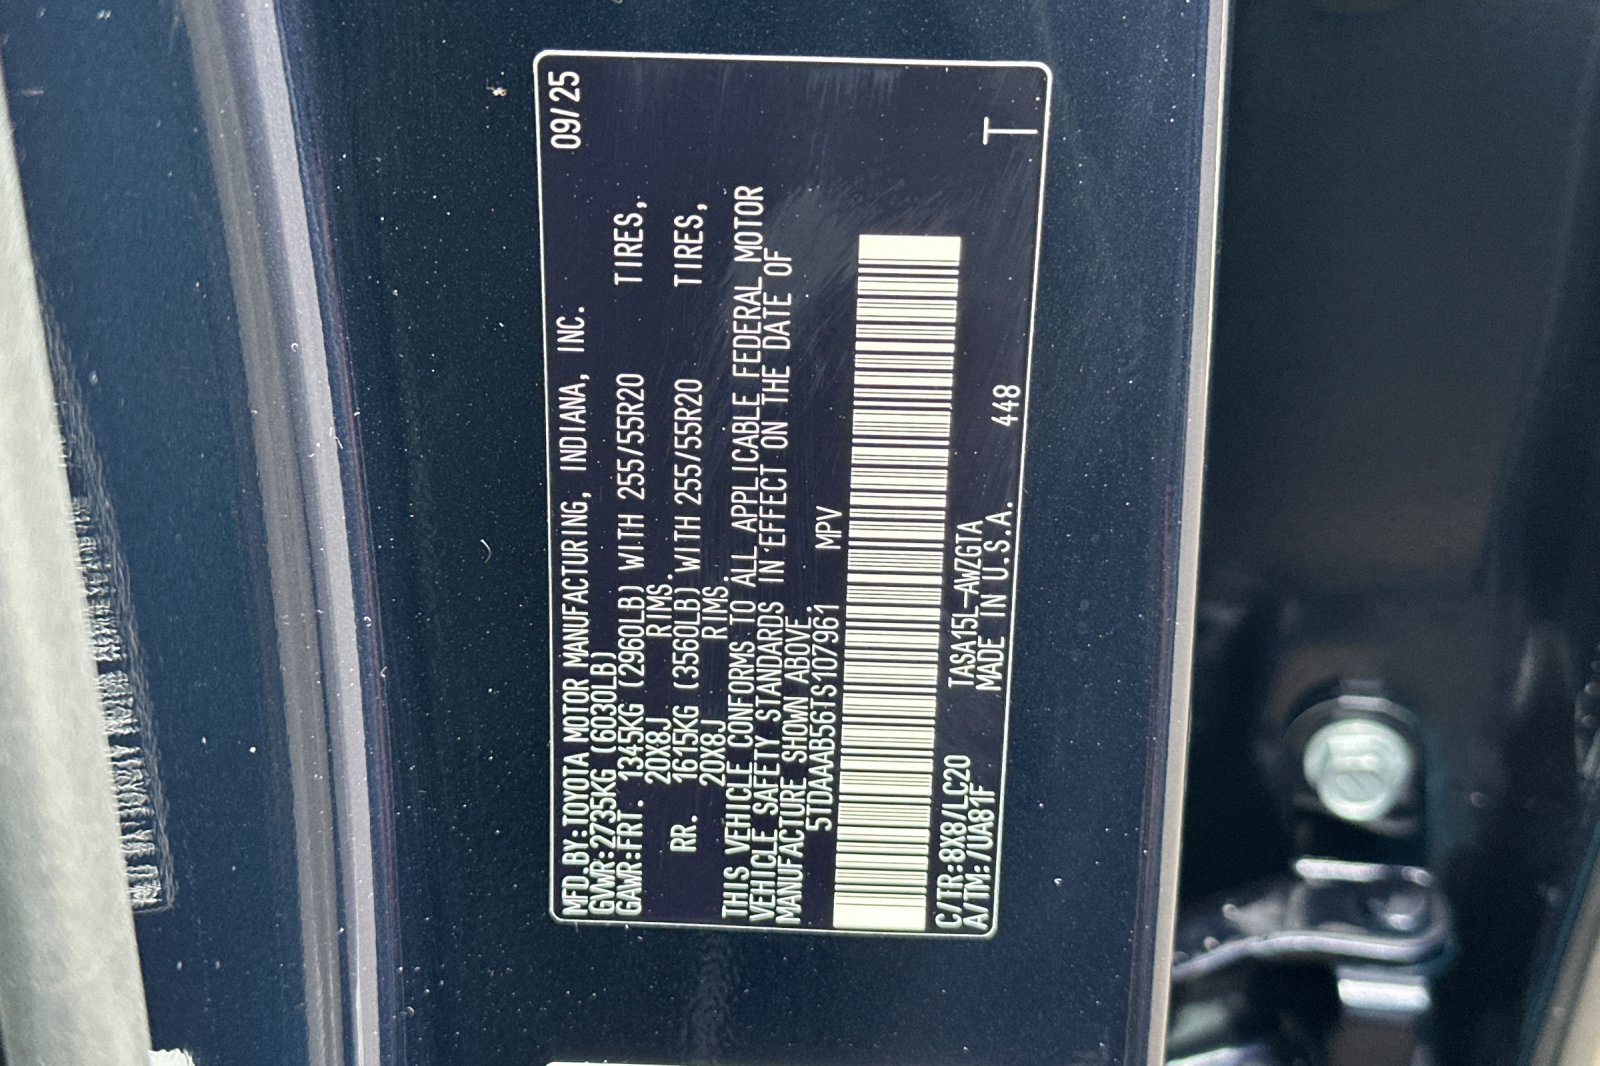 MFD.BY:TOYOTA MOTOR MANUFACTURING, INDIANA, INC. 09/25
GVWR:2735KG (6030LB)
GAWR:FRT. 1345KG (2960LB) WITH 255/55R20 TIRES,
20X8J RIMS.
RR. 1615KG (3560LB) WITH 255/55R20 TIRES,
20X8J RIMS.
THIS VEHICLE CONFORMS TO ALL APPLICABLE FEDERAL MOTOR
VEHICLE SAFETY STANDARDS IN EFFECT ON THE DATE OF
MANUFACTURE SHOWN ABOVE.
5TDAAAB56TS107961 MPV
C/TR:8X8/LC20 TASA15L-AWZGTA 448
A/TM:/UA81F MADE IN U.S.A. T